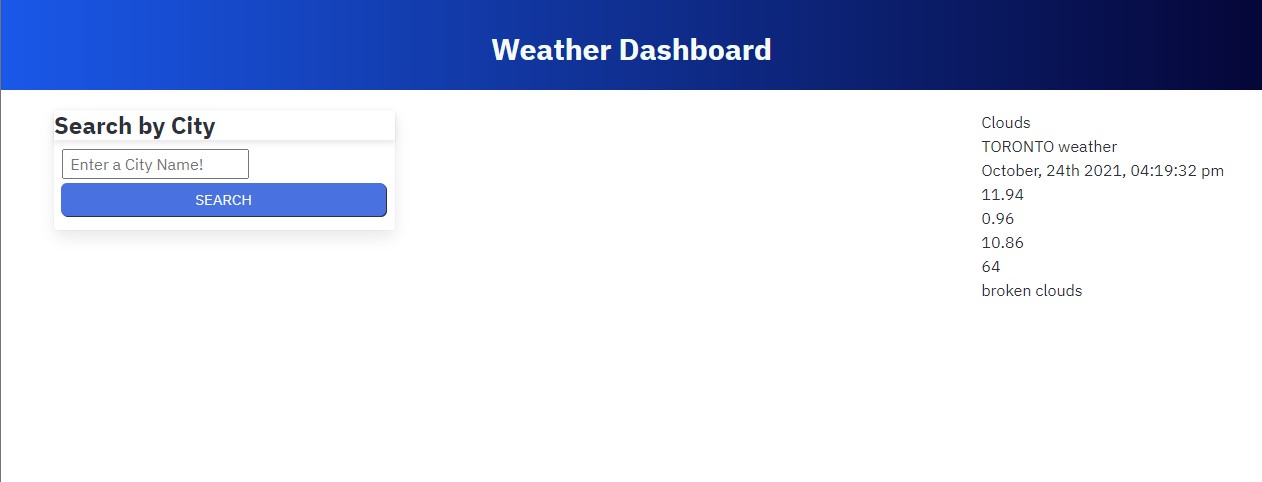 Weather Dashboard
Search by City
Enter a City Name!
SEARCH
Clouds
TORONTO weather
October, 24th 2021, 04:19:32 pm
11.94
0.96
10.86
64
broken clouds